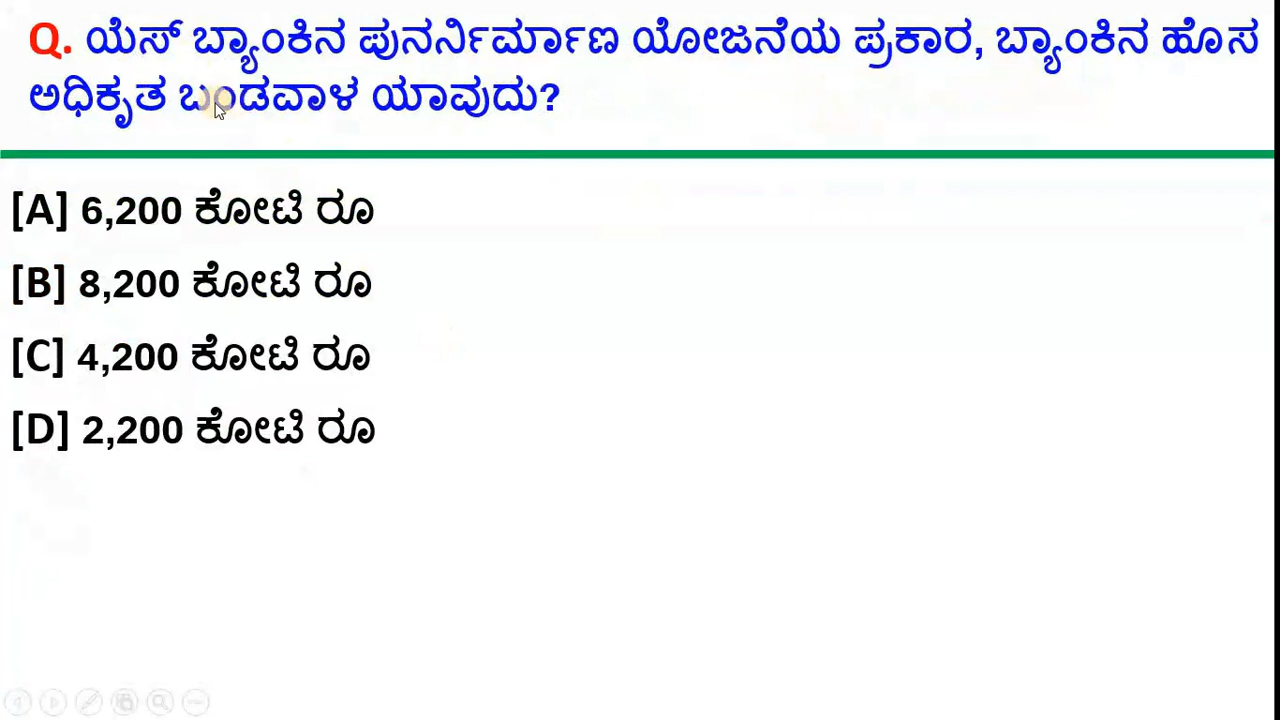 Q. ಯೆಸ್ ಬ್ಯಾಂಕಿನ ಪುನರ್ನಿರ್ಮಾಣ ಯೋಜನೆಯ ಪ್ರಕಾರ, ಬ್ಯಾಂಕಿನ ಹೊಸ
ಅಧಿಕೃತ ಬಂಡವಾಳ ಯಾವುದು?
[A] 6,200 ಕೋಟಿ ರೂ
[B] 8,200 ಕೋಟಿ ರೂ
[C] 4,200 ಕೋಟಿ ರೂ
[D] 2,200 ಕೋಟಿ ರೂ